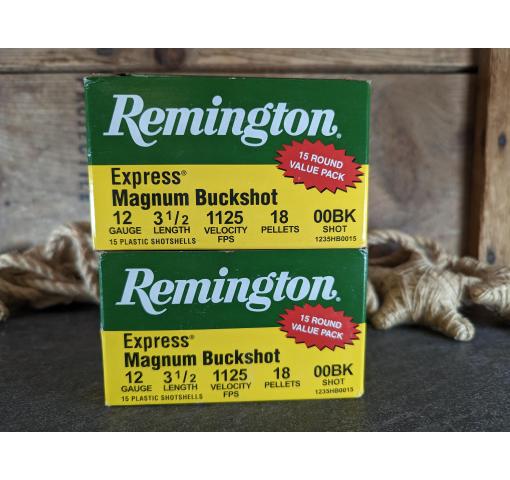 Remington.
15 ROUND
VALUE PACK
Express®
Magnum Buckshot
12 3 1/2 1125 18 00BK
GAUGE LENGTH VELOCITY PELLETS SHOT
FPS
15 PLASTIC SHOTSHELLS 1235HB0015
Remington.
15 ROUND
VALUE PACK
Express®
Magnum Buckshot
12 3 1/2 1125 18 00BK
GAUGE LENGTH VELOCITY PELLETS SHOT
FPS
15 PLASTIC SHOTSHELLS 1235HB0015